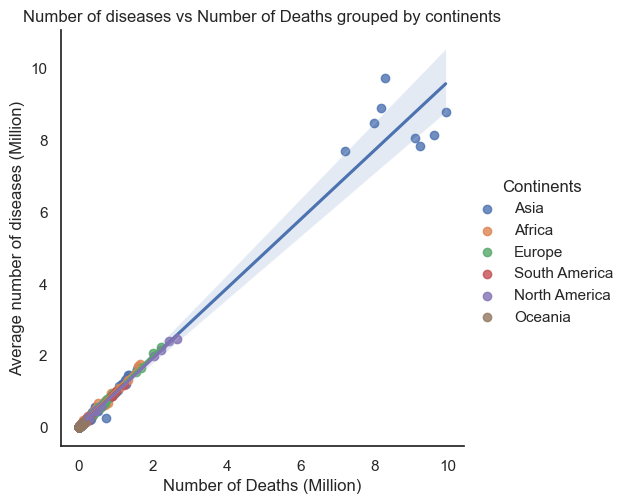 Number of diseases vs Number of Deaths grouped by continents
Average number of diseases (Million)
10
8
6
4
2
0
0 2 4 6 8 10
Number of Deaths (Million)
Continents
Asia
Africa
Europe
South America
North America
Oceania